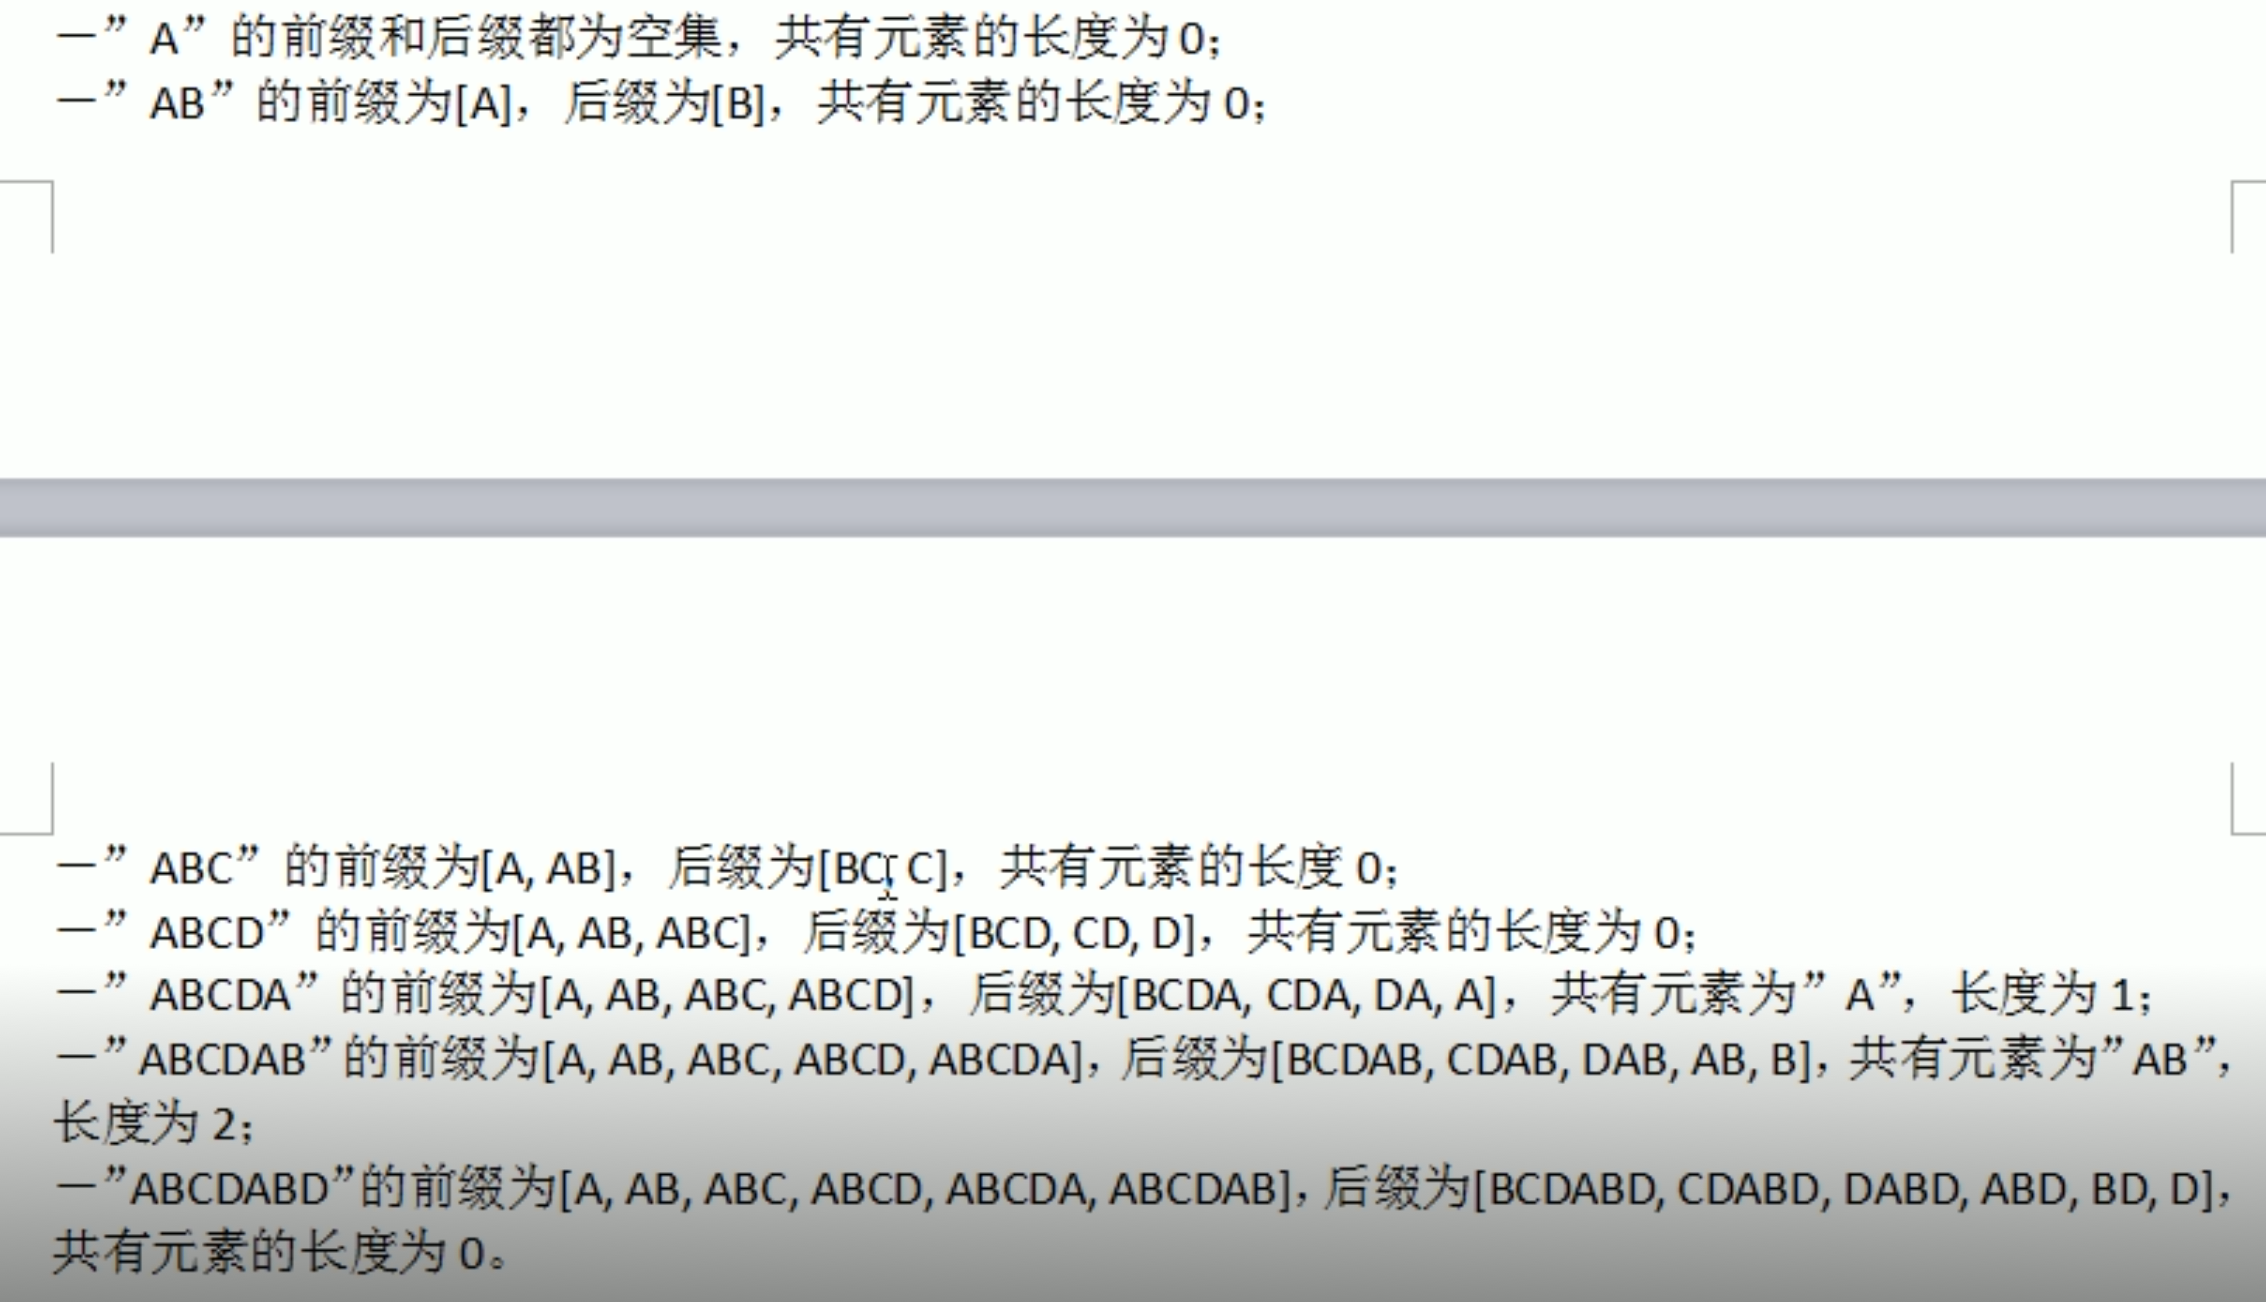 —” A” 的前缀和后缀都为空集，共有元素的长度为 0；
—” AB” 的前缀为[A]，后缀为[B]，共有元素的长度为 0；
—” ABC” 的前缀为[A, AB]，后缀为[BC, C]，共有元素的长度 0；
—” ABCD” 的前缀为[A, AB, ABC]，后缀为[BCD, CD, D]，共有元素的长度为 0；
—” ABCDA” 的前缀为[A, AB, ABC, ABCD]，后缀为[BCDA, CDA, DA, A]，共有元素为” A”，长度为 1；
—”ABCDAB”的前缀为[A, AB, ABC, ABCD, ABCDA]，后缀为[BCDAB, CDAB, DAB, AB, B]，共有元素为”AB”，
长度为 2；
—”ABCDABD”的前缀为[A, AB, ABC, ABCD, ABCDA, ABCDAB]，后缀为[BCDABD, CDABD, DABD, ABD, BD, D]，
共有元素的长度为 0。